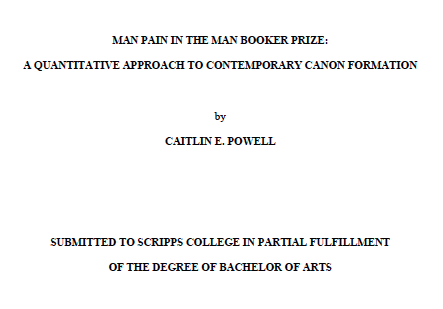 MAN PAIN IN THE MAN BOOKER PRIZE:
A QUANTITATIVE APPROACH TO CONTEMPORARY CANON FORMATION
by
CAITLIN E. POWELL
SUBMITTED TO SCRIPPS COLLEGE IN PARTIAL FULFILLMENT
OF THE DEGREE OF BACHELOR OF ARTS